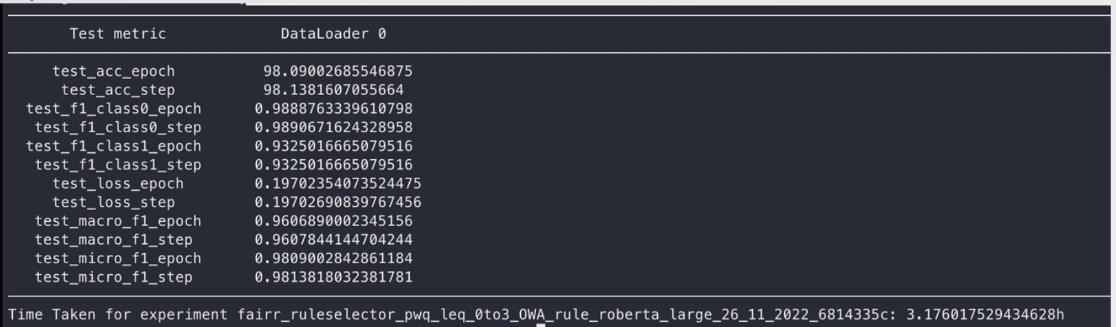 Test metric DataLoader 0
test_acc_epoch 98.09002685546875
test_acc_step 98.1381607055664
test_f1_class0_epoch 0.9888763339610798
test_f1_class0_step 0.9890671624328958
test_f1_class1_epoch 0.9325016665079516
test_f1_class1_step 0.9325016665079516
test_loss_epoch 0.19702354073524475
test_loss_step 0.19702690839767456
test_macro_f1_epoch 0.9606890002345156
test_macro_f1_step 0.9607844144704244
test_micro_f1_epoch 0.9809002842861184
test_micro_f1_step 0.9813818032381781
Time Taken for experiment fairr_ruleselector_pwq_leq_0to3_OWA_rule_roberta_large_26_11_2022_6814335c: 3.176017529434628h